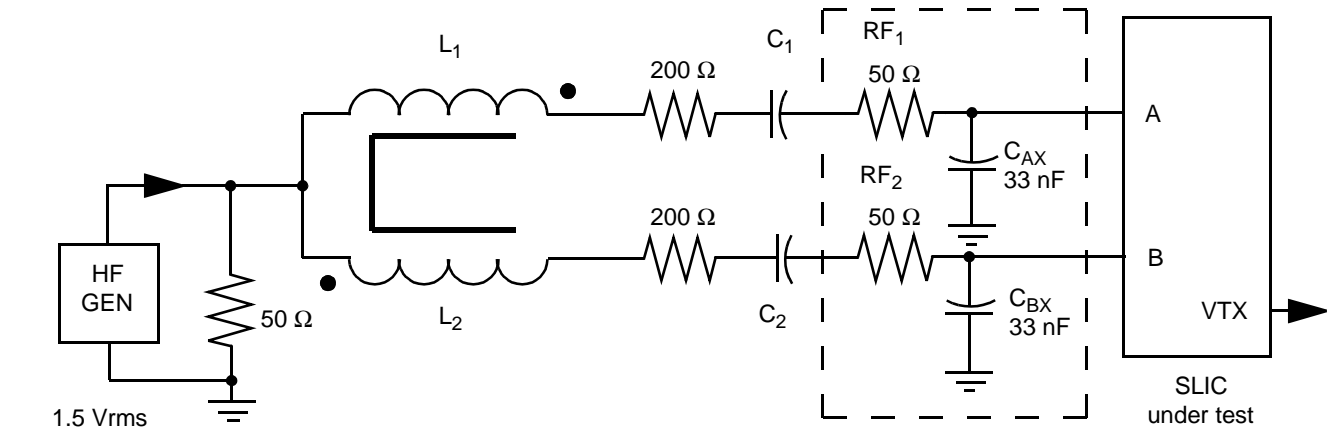 L1
C1
RF1
200 Ω
50 Ω
A
CAX
33 nF
RF2
200 Ω
50 Ω
B
HF
GEN
50 Ω
L2
C2
CBX
33 nF
VTX
SLIC
under test
1.5 Vrms